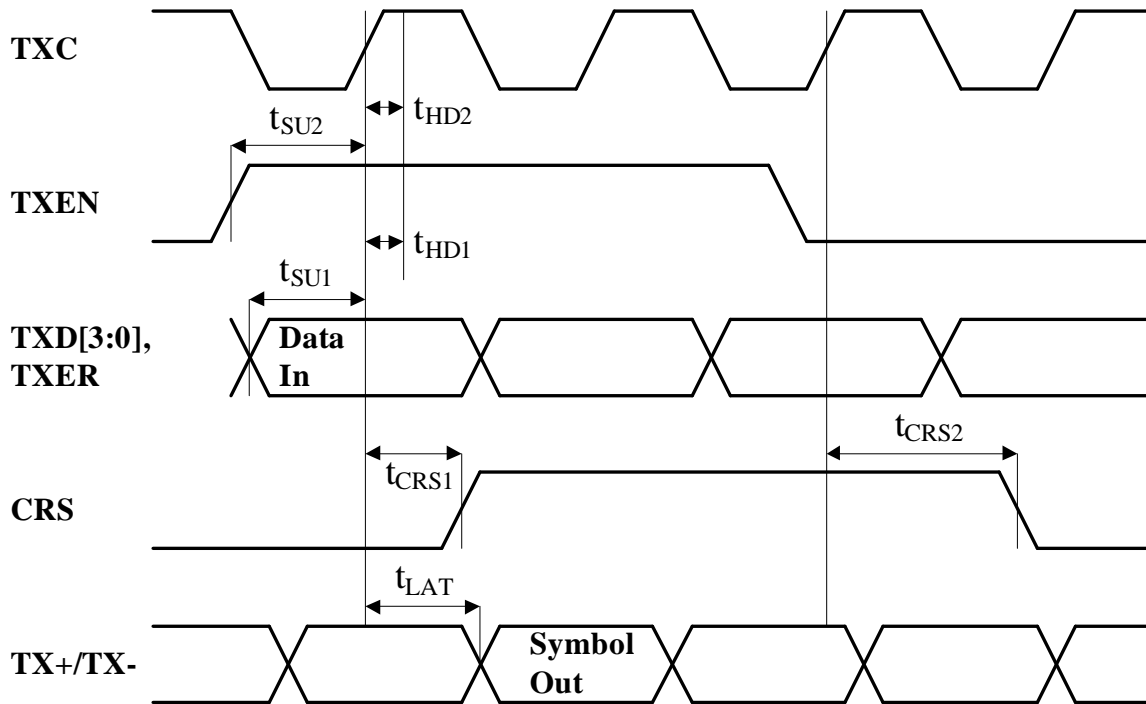 TXC
tHD2
tSU2
TXEN
tHD1
tSU1
TXD[3:0],
TXER
Data
In
tCRS2
tCRS1
CRS
tLAT
TX+/TX-
Symbol
Out